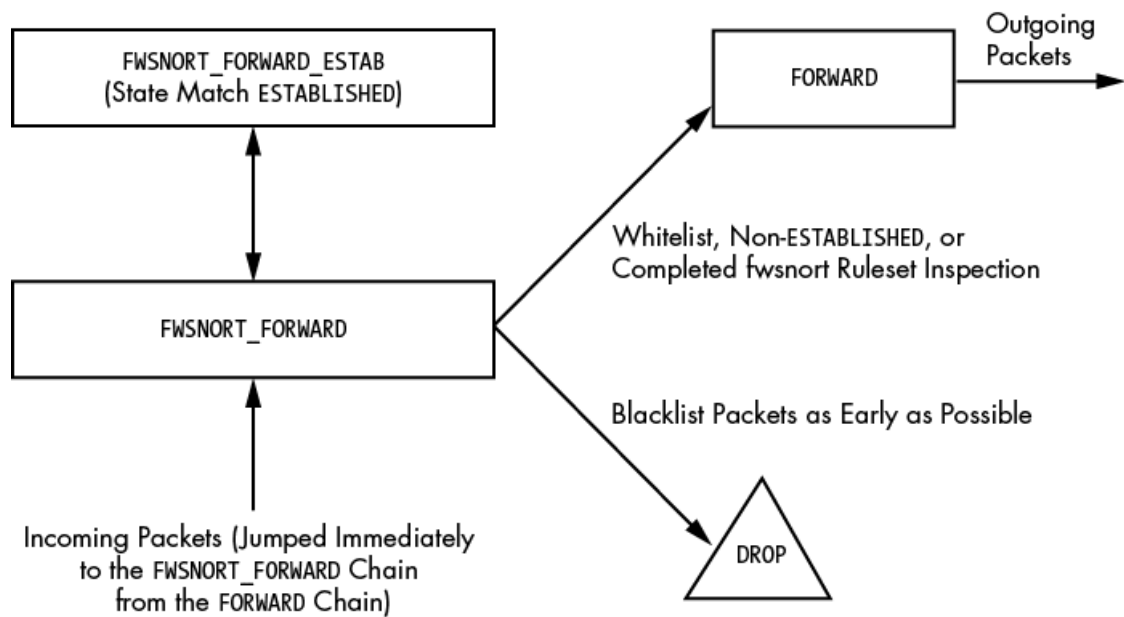 FWSNORT_FORWARD_ESTAB
(State Match ESTABLISHED)
FORWARD
Outgoing
Packets
Whitelist, Non-ESTABLISHED, or
Completed fwsnort Ruleset Inspection
FWSNORT_FORWARD
Blacklist Packets as Early as Possible
Incoming Packets (Jumped Immediately
to the FWSNORT_FORWARD Chain
from the FORWARD Chain)
DROP